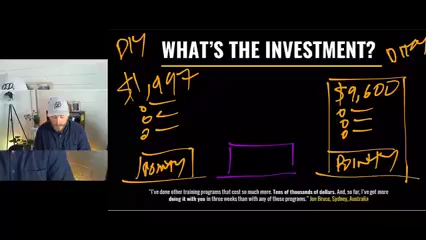 DIY
WHAT'S THE INVESTMENT?
$1,997
$9,600
"I've done other training programs that cost so much more. Tens of thousands of dollars. And, so far, I've got more
doing it with you in three weeks than with any of those programs." Jon Bruce, Sydney, Australia